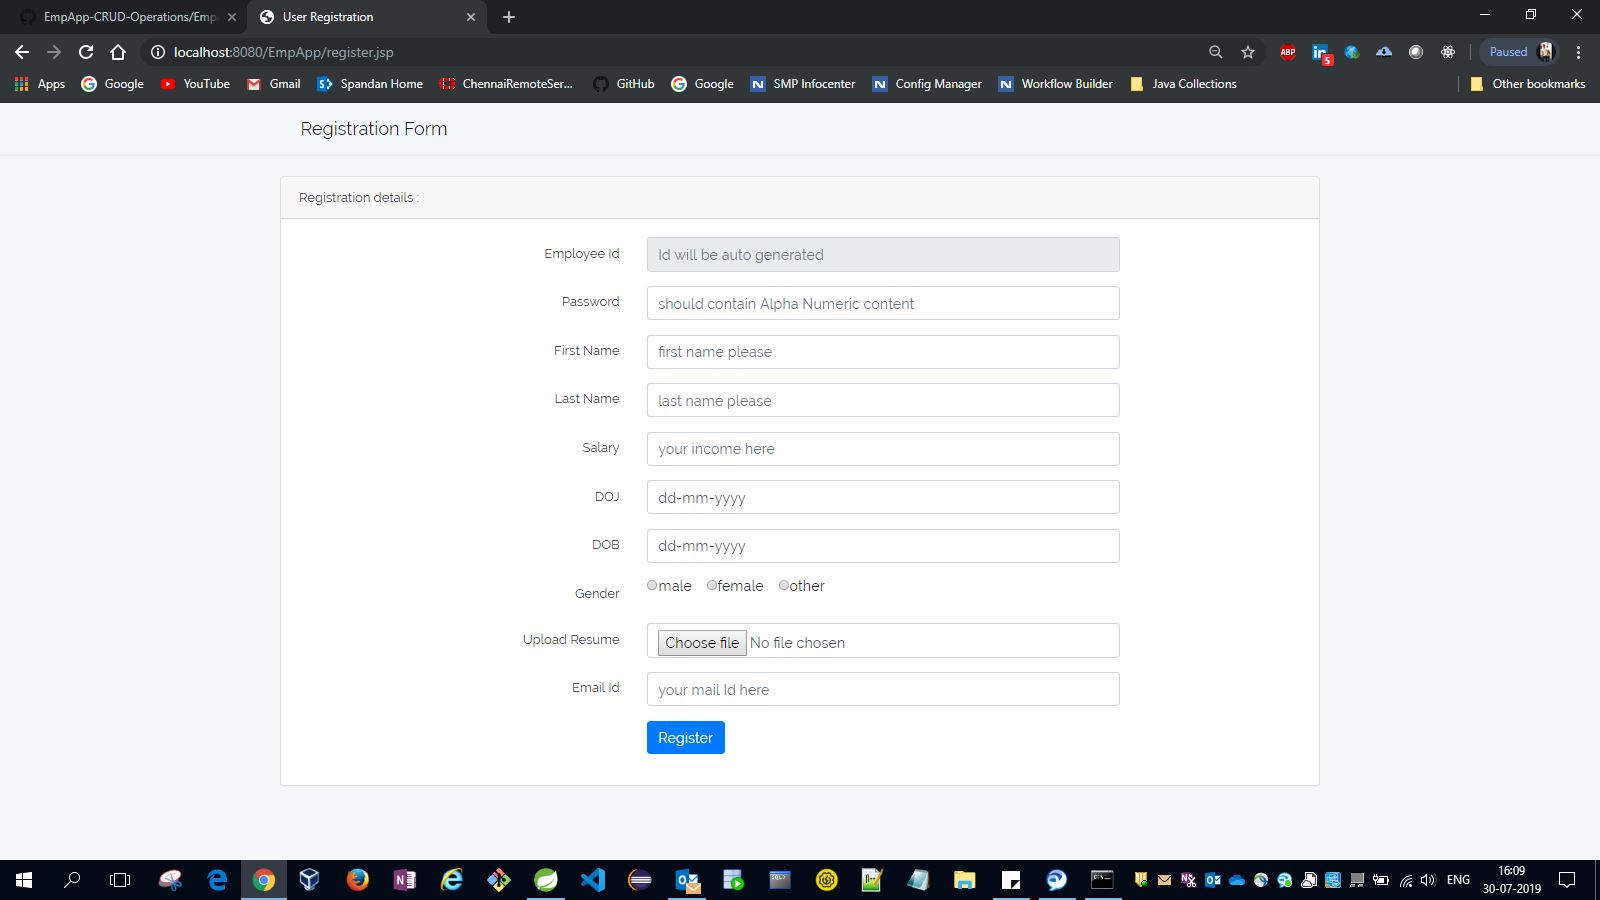 EmpApp-CRUD-Operations/Emp
User Registration
localhost:8080/EmpApp/register.jsp
ABP
in
5
Paused
Apps
Google
YouTube
Gmail
Spandan Home
ChennaiRemoteSer...
GitHub
Google
N SMP Infocenter
N Config Manager
N Workflow Builder
Java Collections
Other bookmarks
Registration Form
Registration details :
Employee Id
Id will be auto generated
Password
should contain Alpha Numeric content
First Name
first name please
Last Name
last name please
Salary
your income here
DOJ
dd-mm-yyyy
DOB
dd-mm-yyyy
Gender
male female other
Upload Resume
Choose file No file chosen
Email Id
your mail Id here
Register
ENG
16:09
30-07-2019